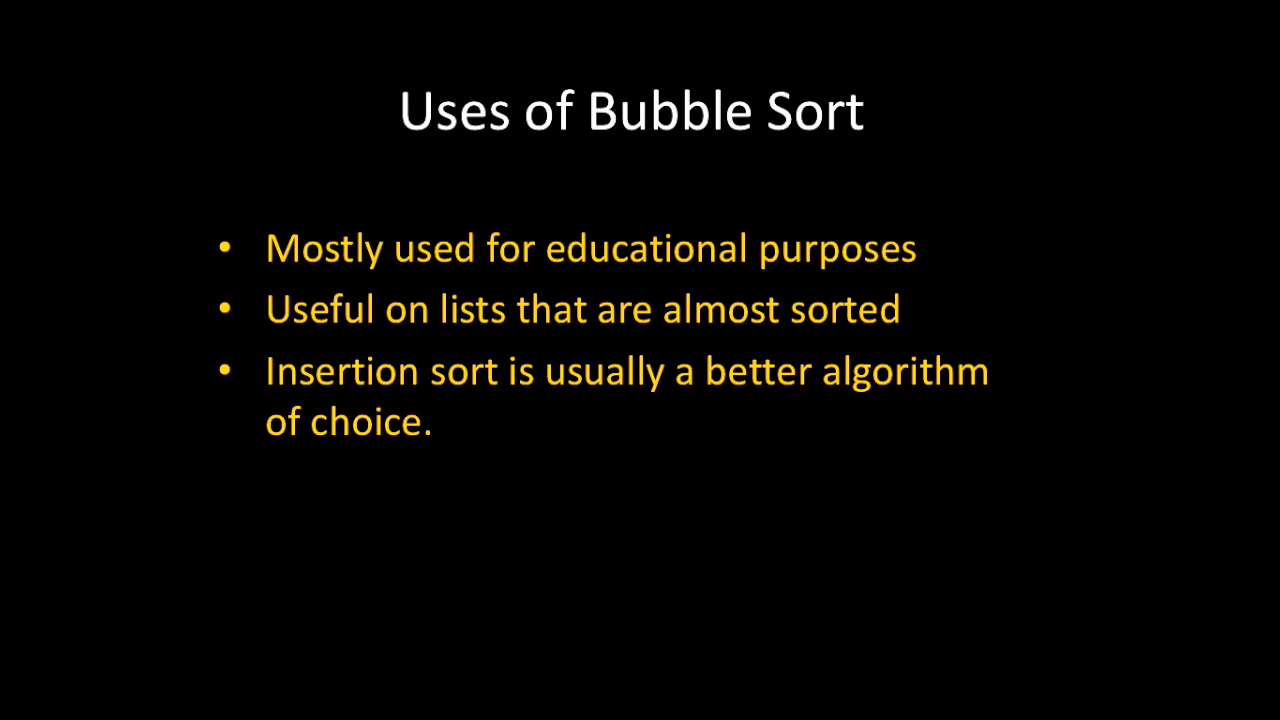 Uses of Bubble Sort
• Mostly used for educational purposes
• Useful on lists that are almost sorted
• Insertion sort is usually a better algorithm
of choice.